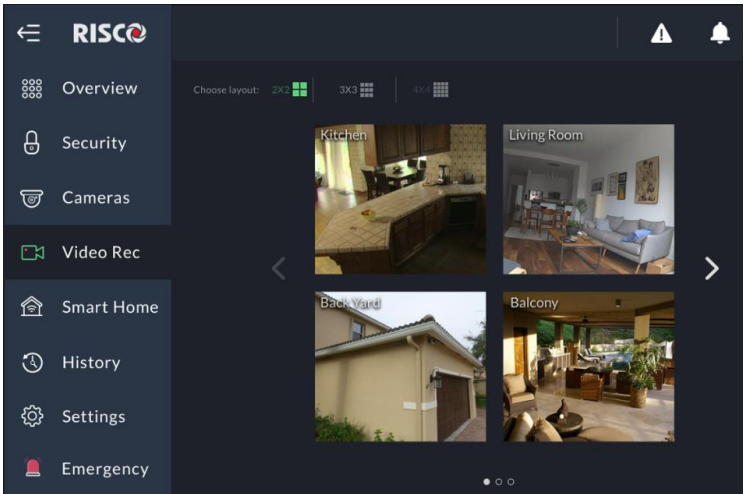 RISCO
Overview
Security
Cameras
Video Rec
Smart Home
History
Settings
Emergency
Choose layout: 2X2 3X3 4X4
Kitchen
Living Room
Back Yard
Balcony